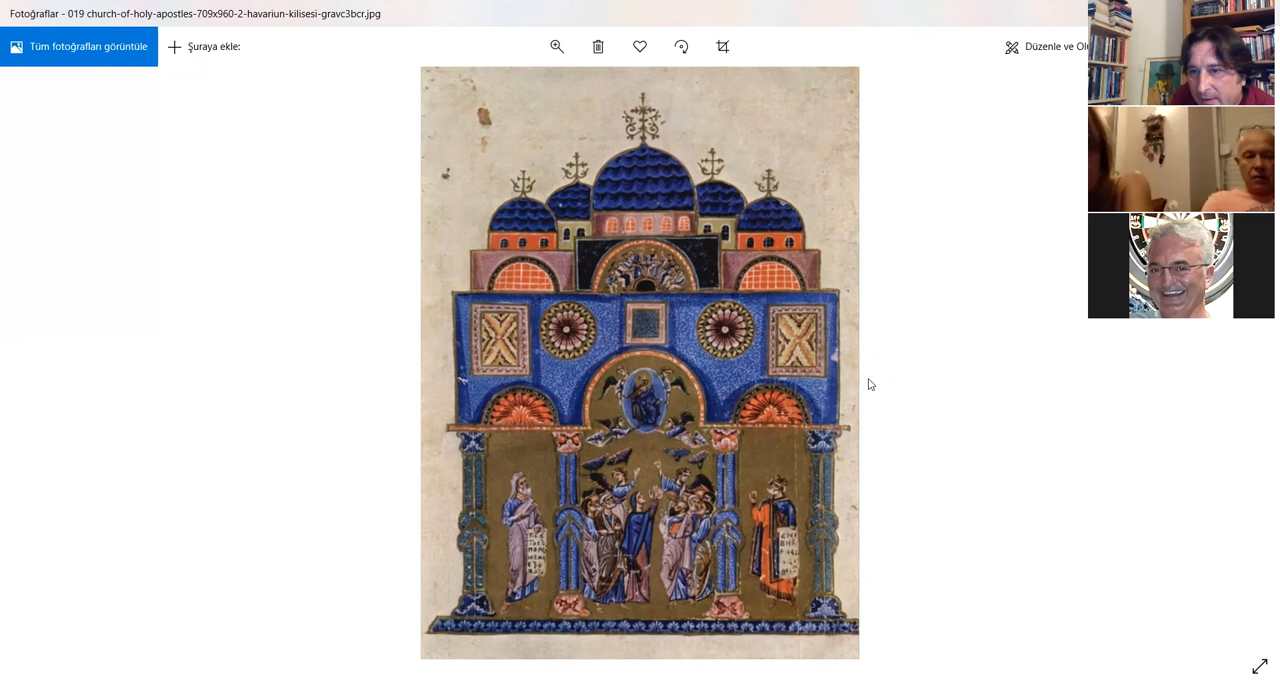 Fotoğraflar - 019 church-of-holy-apostles-709x960-2-havariun-kilisesi-gravc3bcr.jpg
Tüm fotoğrafları görüntüle
Şuraya ekle:
Düzenle ve Ol